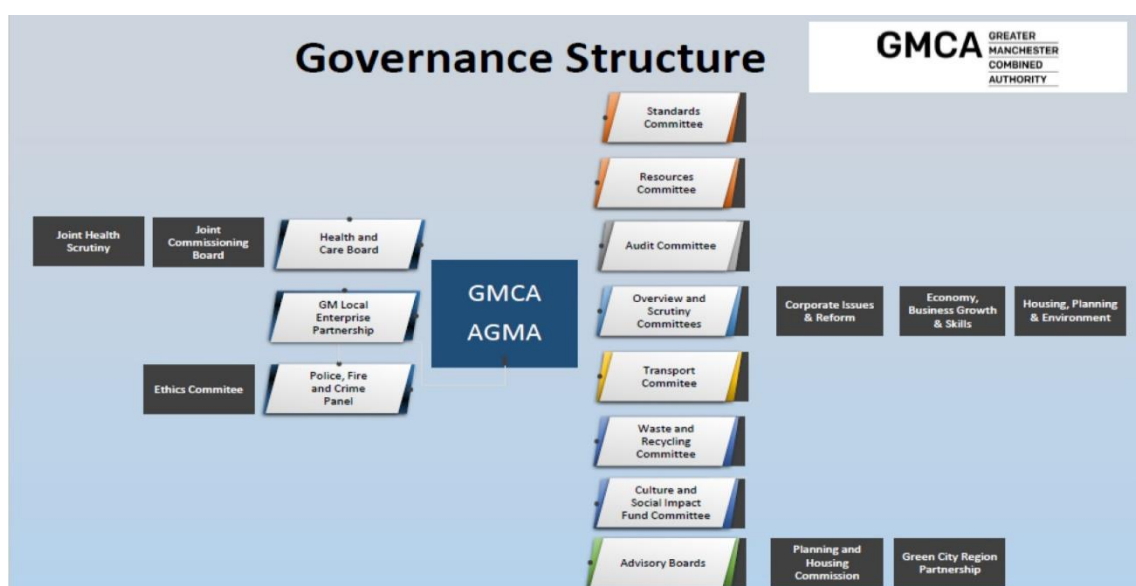 Governance Structure
GMCA
GREATER
MANCHESTER
COMBINED
AUTHORITY
Joint Health
Scrutiny
Joint
Commissioning
Board
Health and
Care Board
GM Local
Enterprise
Partnership
Ethics Commitee
Police, Fire
and Crime
Panel
GMCA
AGMA
Standards
Committee
Resources
Committee
Audit Committee
Overview and
Scrutiny
Committees
Corporate Issues
& Reform
Economy,
Business Growth
& Skills
Housing, Planning
& Environment
Transport
Commitee
Waste and
Recycling
Committee
Culture and
Social Impact
Fund Committee
Advisory Boards
Planning and
Housing
Commission
Green City Region
Partnership